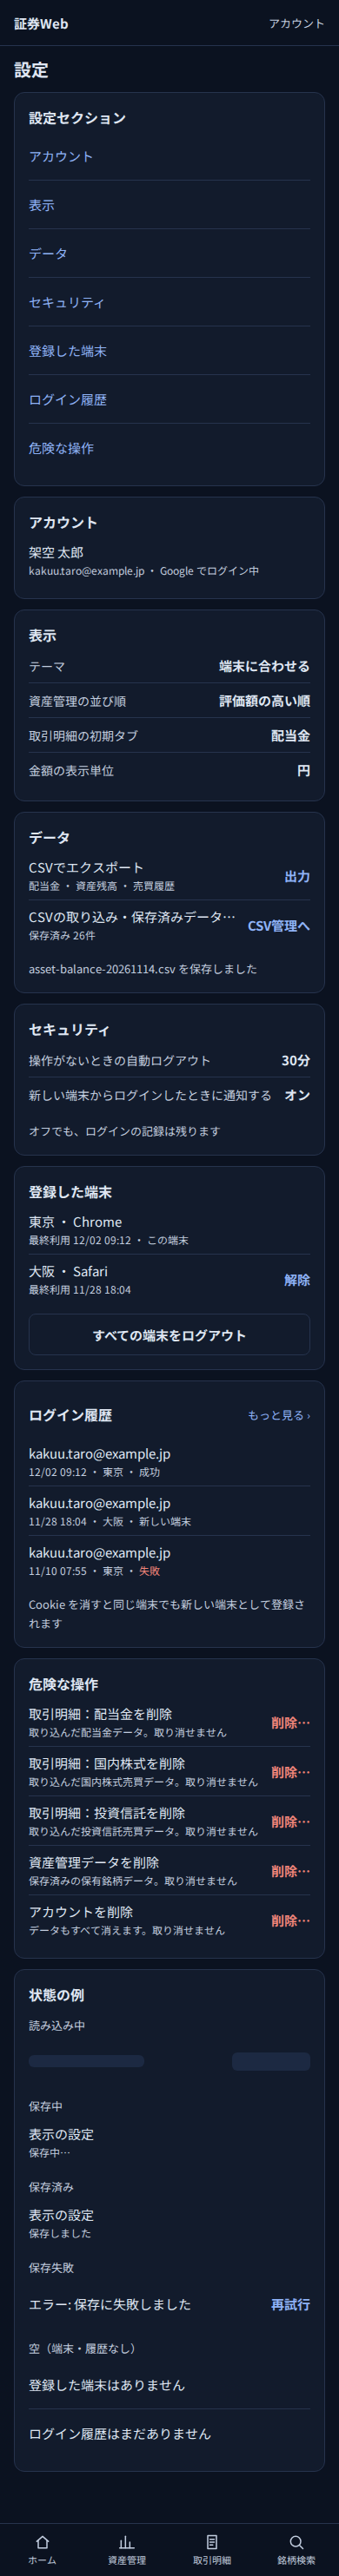 証券Web
アカウント
設定
設定セクション
アカウント
表示
データ
セキュリティ
登録した端末
ログイン履歴
危険な操作
アカウント
架空 太郎
kakuu.taro@example.jp ・ Google でログイン中
表示
テーマ 端末に合わせる
資産管理の並び順 評価額の高い順
取引明細の初期タブ 配当金
金額の表示単位 円
データ
CSVでエクスポート
配当金 ・ 資産残高 ・ 売買履歴
出力
CSVの取り込み・保存済みデータ…
保存済み 26件
CSV管理へ
asset-balance-20261114.csv を保存しました
セキュリティ
操作がないときの自動ログアウト 30分
新しい端末からログインしたときに通知する オン
オフでも、ログインの記録は残ります
登録した端末
東京 ・ Chrome
最終利用 12/02 09:12 ・ この端末
大阪 ・ Safari
最終利用 11/28 18:04
解除
すべての端末をログアウト
ログイン履歴
もっと見る ›
kakuu.taro@example.jp
12/02 09:12 ・ 東京 ・ 成功
kakuu.taro@example.jp
11/28 18:04 ・ 大阪 ・ 新しい端末
kakuu.taro@example.jp
11/10 07:55 ・ 東京 ・ 失敗
Cookie を消すと同じ端末でも新しい端末として登録さ
れます
危険な操作
取引明細：配当金を削除
取り込んだ配当金データ。取り消せません
削除…
取引明細：国内株式を削除
取り込んだ国内株式売買データ。取り消せません
削除…
取引明細：投資信託を削除
取り込んだ投資信託売買データ。取り消せません
削除…
資産管理データを削除
保存済みの保有銘柄データ。取り消せません
削除…
アカウントを削除
データもすべて消えます。取り消せません
削除…
状態の例
読み込み中
保存中
表示の設定
保存中…
保存済み
表示の設定
保存しました
保存失敗
エラー: 保存に失敗しました
再試行
空（端末・履歴なし）
登録した端末はありません
ログイン履歴はまだありません
ホーム
資産管理
取引明細
銘柄検索